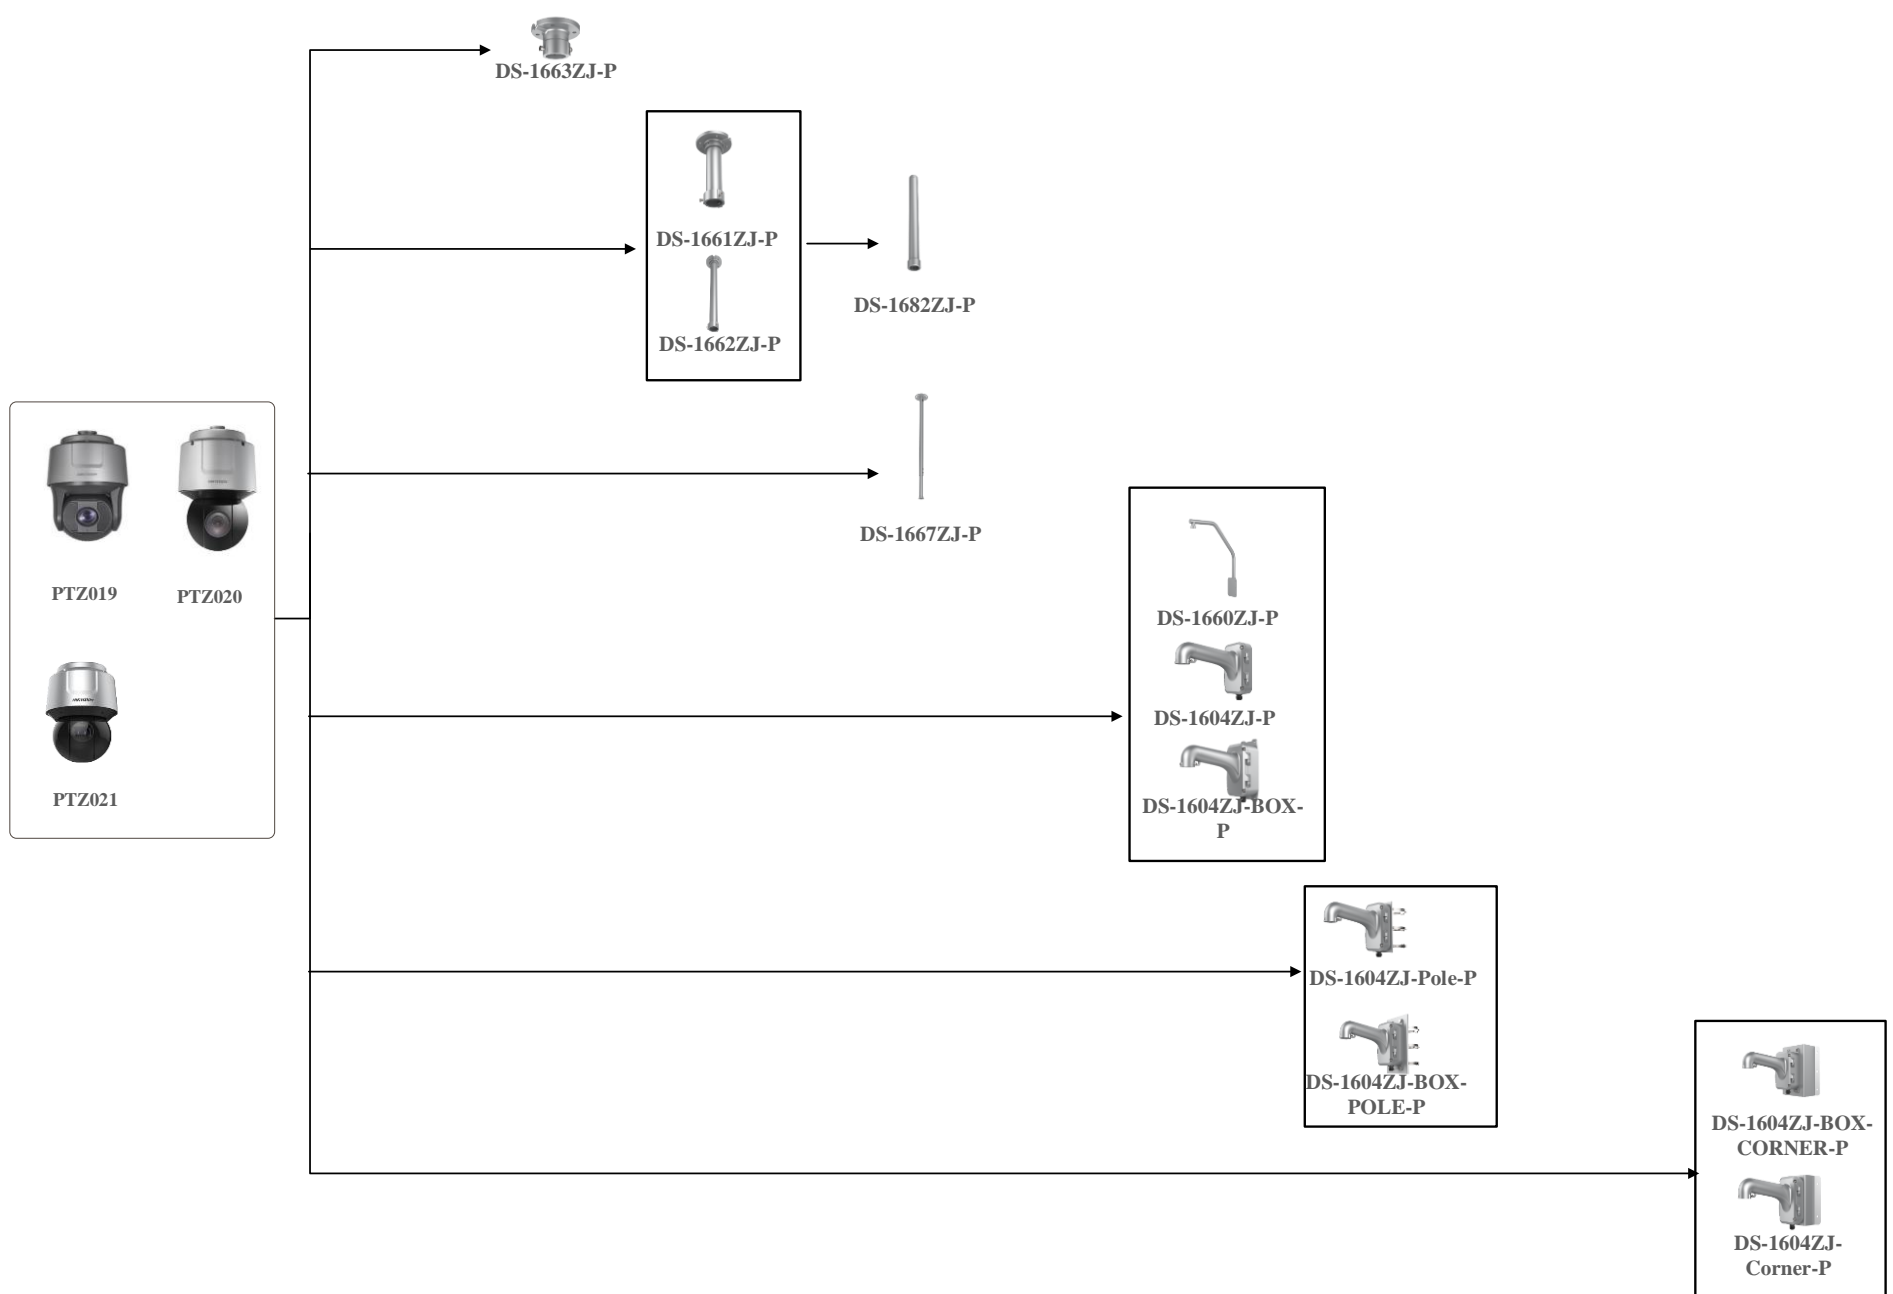 DS-1663ZJ-P
DS-1661ZJ-P
DS-1662ZJ-P
DS-1682ZJ-P
DS-1667ZJ-P
PTZ019
PTZ020
PTZ021
DS-1660ZJ-P
DS-1604ZJ-P
DS-1604ZJ-BOX-
P
DS-1604ZJ-Pole-P
DS-1604ZJ-BOX-
POLE-P
DS-1604ZJ-BOX-
CORNER-P
DS-1604ZJ-
Corner-P